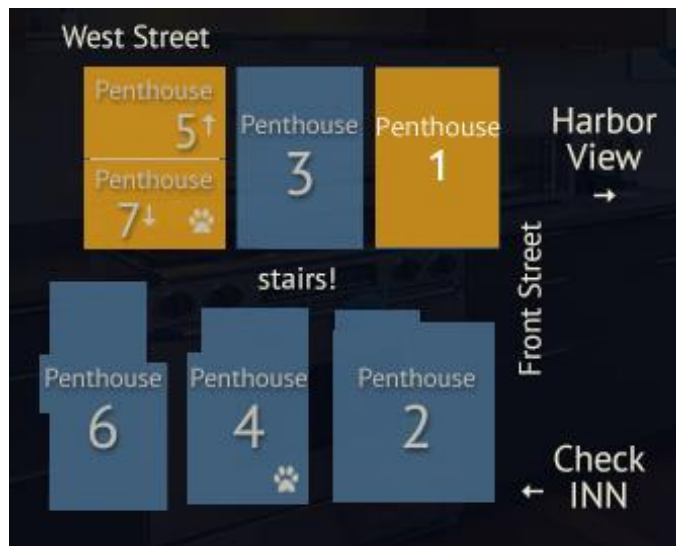 West Street
Penthouse
5↑
Penthouse
7↓
Penthouse
3
Penthouse
1
Harbor
View
→
Front Street
stairs!
Penthouse
6
Penthouse
4
Penthouse
2
Check
← INN